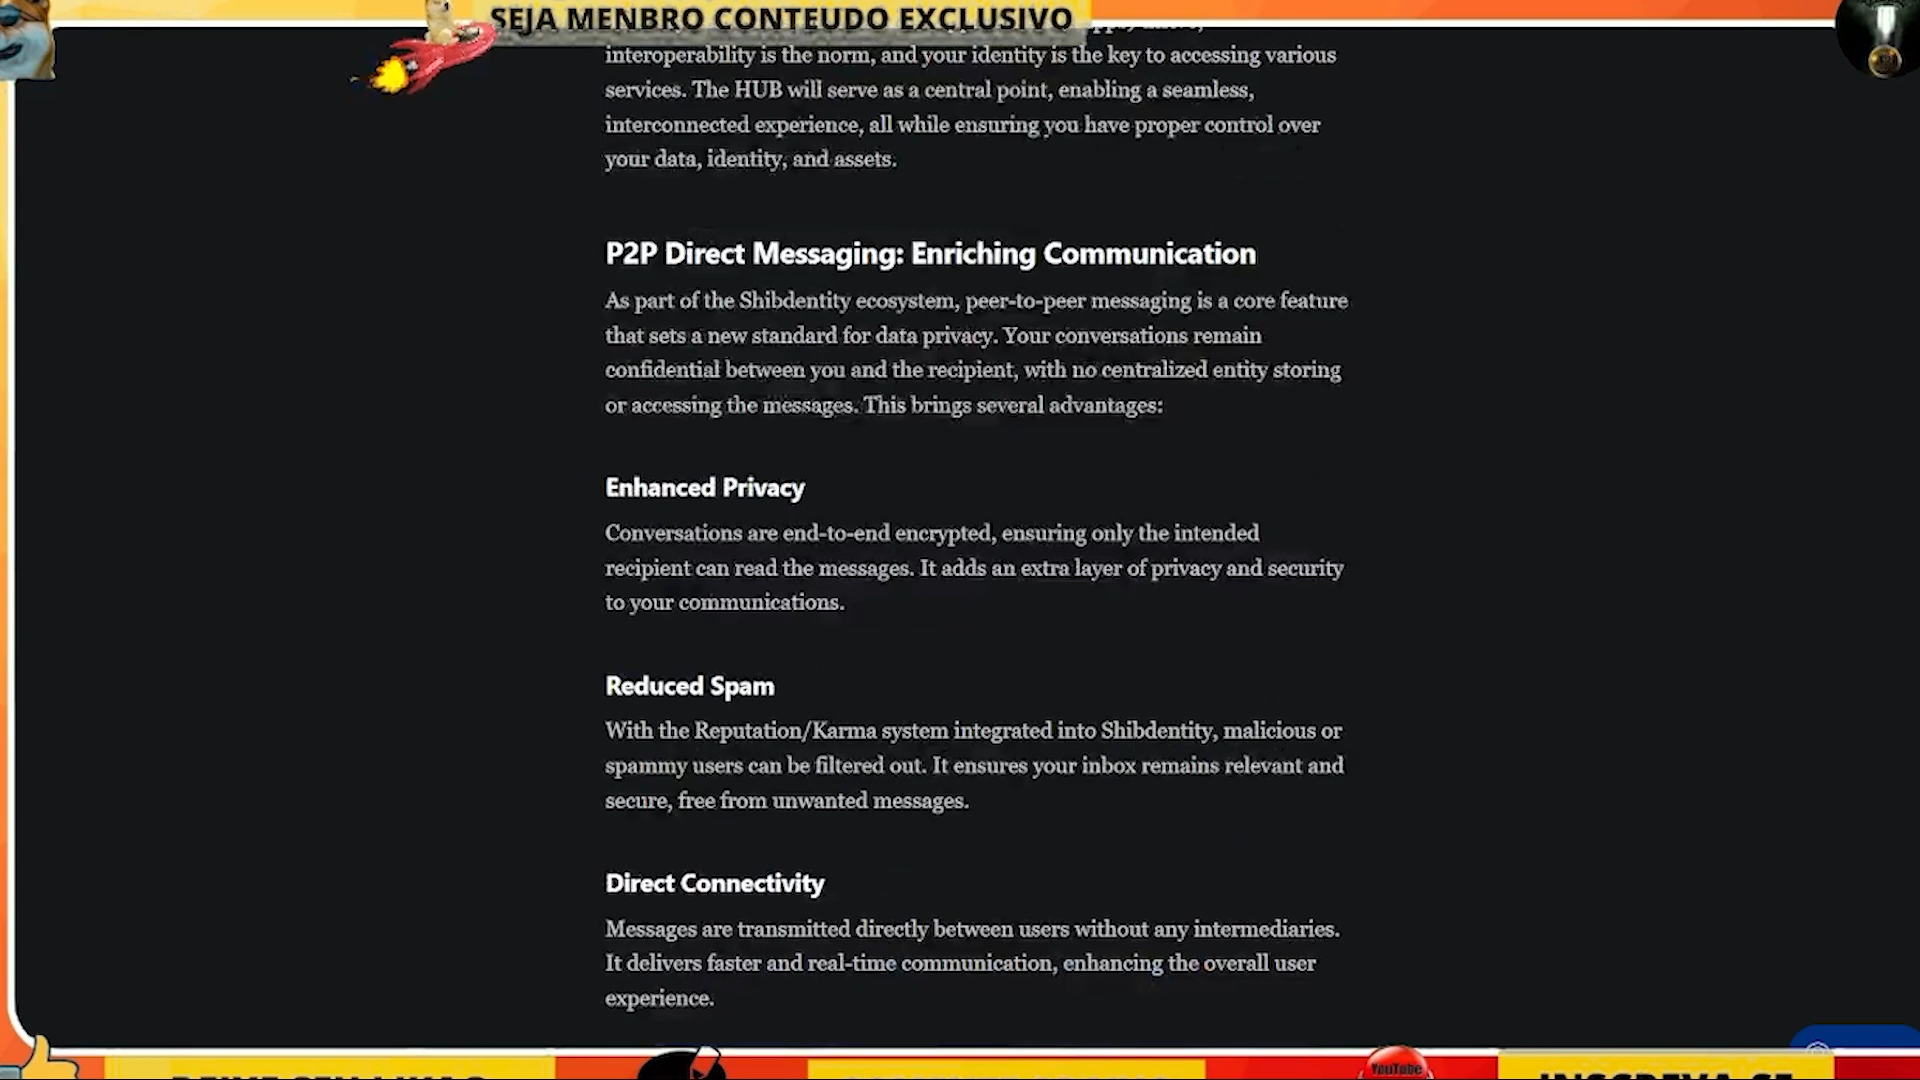 SEJA MENBRO CONTEUDO EXCLUSIVO
interoperability is the norm, and your identity is the key to accessing various
services. The HUB will serve as a central point, enabling a seamless,
interconnected experience, all while ensuring you have proper control over
your data, identity, and assets.
P2P Direct Messaging: Enriching Communication
As part of the Shibdentity ecosystem, peer-to-peer messaging is a core feature
that sets a new standard for data privacy. Your conversations remain
confidential between you and the recipient, with no centralized entity storing
or accessing the messages. This brings several advantages:
Enhanced Privacy
Conversations are end-to-end encrypted, ensuring only the intended
recipient can read the messages. It adds an extra layer of privacy and security
to your communications.
Reduced Spam
With the Reputation/Karma system integrated into Shibdentity, malicious or
spammy users can be filtered out. It ensures your inbox remains relevant and
secure, free from unwanted messages.
Direct Connectivity
Messages are transmitted directly between users without any intermediaries.
It delivers faster and real-time communication, enhancing the overall user
experience.
YouTube
INSCREVA-SE